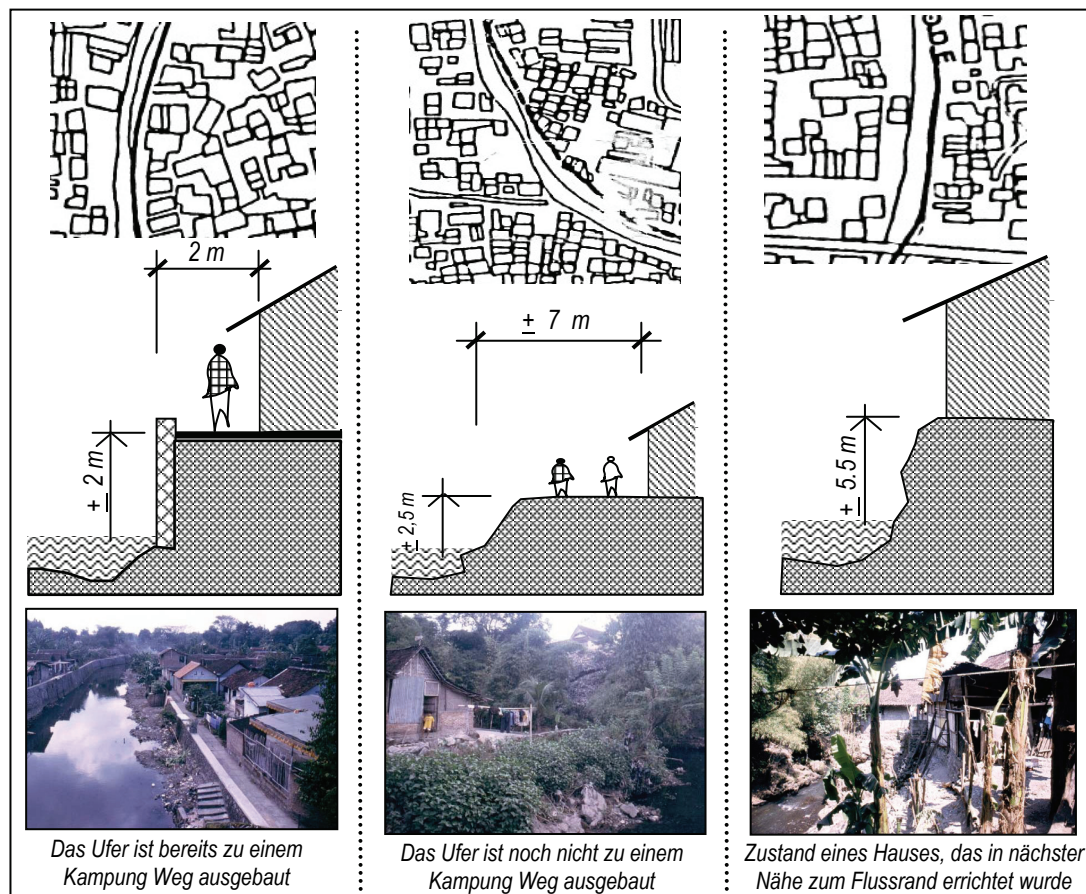 2 m
± 2 m
Das Ufer ist bereits zu einem
Kampung Weg ausgebaut
± 7 m
± 2,5 m
Das Ufer ist noch nicht zu einem
Kampung Weg ausgebaut
± 5.5 m
Zustand eines Hauses, das in nächster
Nähe zum Flussrand errichtet wurde